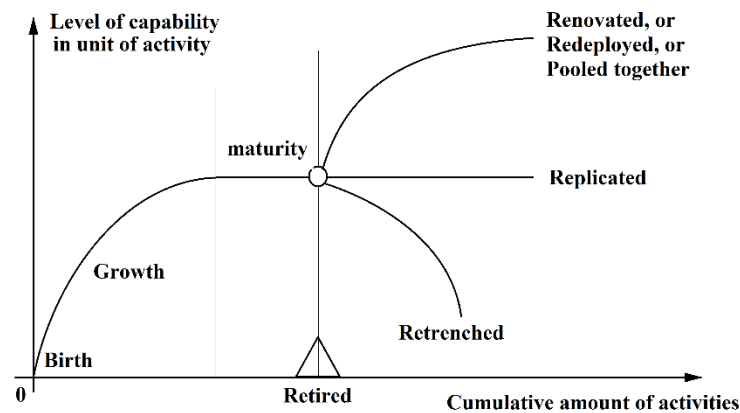 Level of capability
in unit of activity
Renovated, or
Redeployed, or
Pooled together
maturity
Replicated
Growth
Retrenched
Birth
0
Retired
Cumulative amount of activities